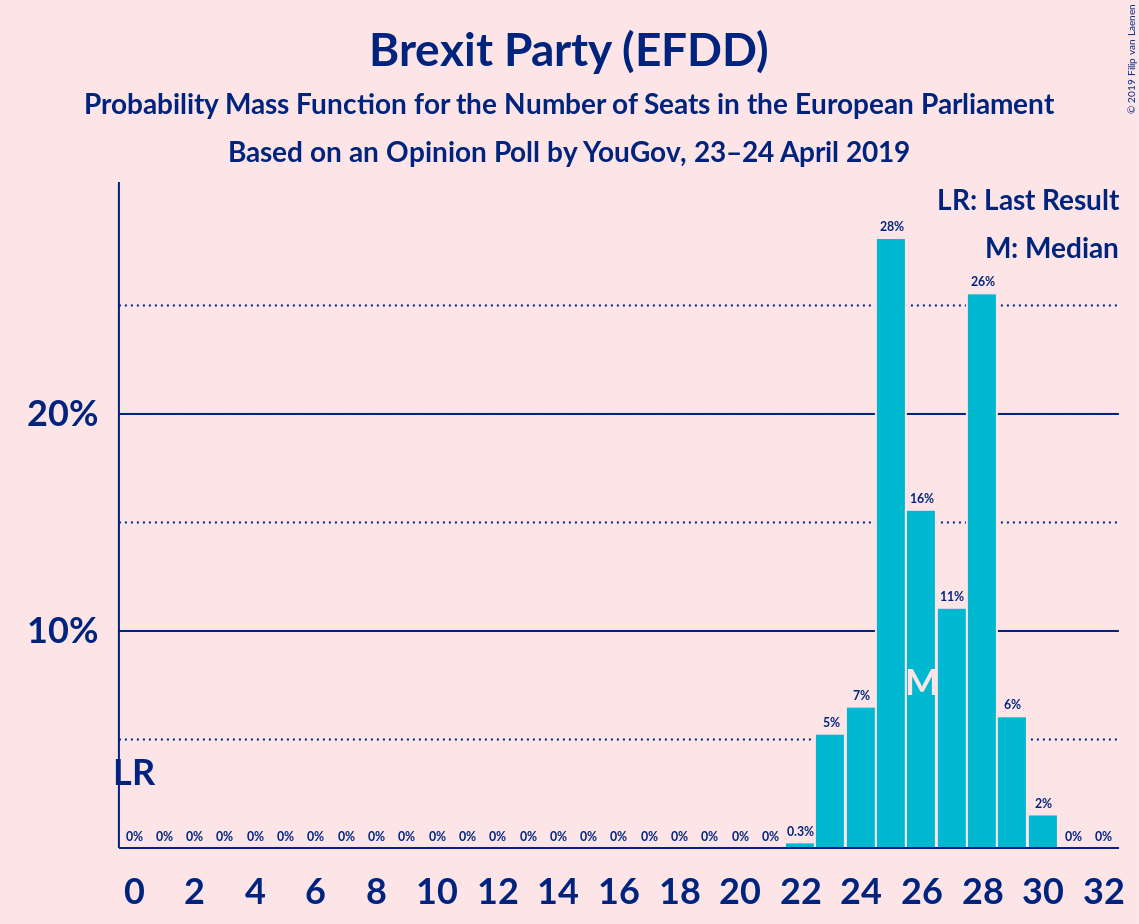 Brexit Party (EFDD)
Probability Mass Function for the Number of Seats in the European Parliament
Based on an Opinion Poll by YouGov, 23–24 April 2019
© 2019 Filip van Laenen
LR: Last Result
M: Median
28%
26%
20%
16%
11%
10%
M
7%
6%
5%
LR
2%
0% 0% 0% 0% 0% 0% 0% 0% 0% 0% 0% 0% 0% 0% 0% 0% 0% 0% 0% 0% 0% 0% 0.3% 0% 0%
0 2 4 6 8 10 12 14 16 18 20 22 24 26 28 30 32